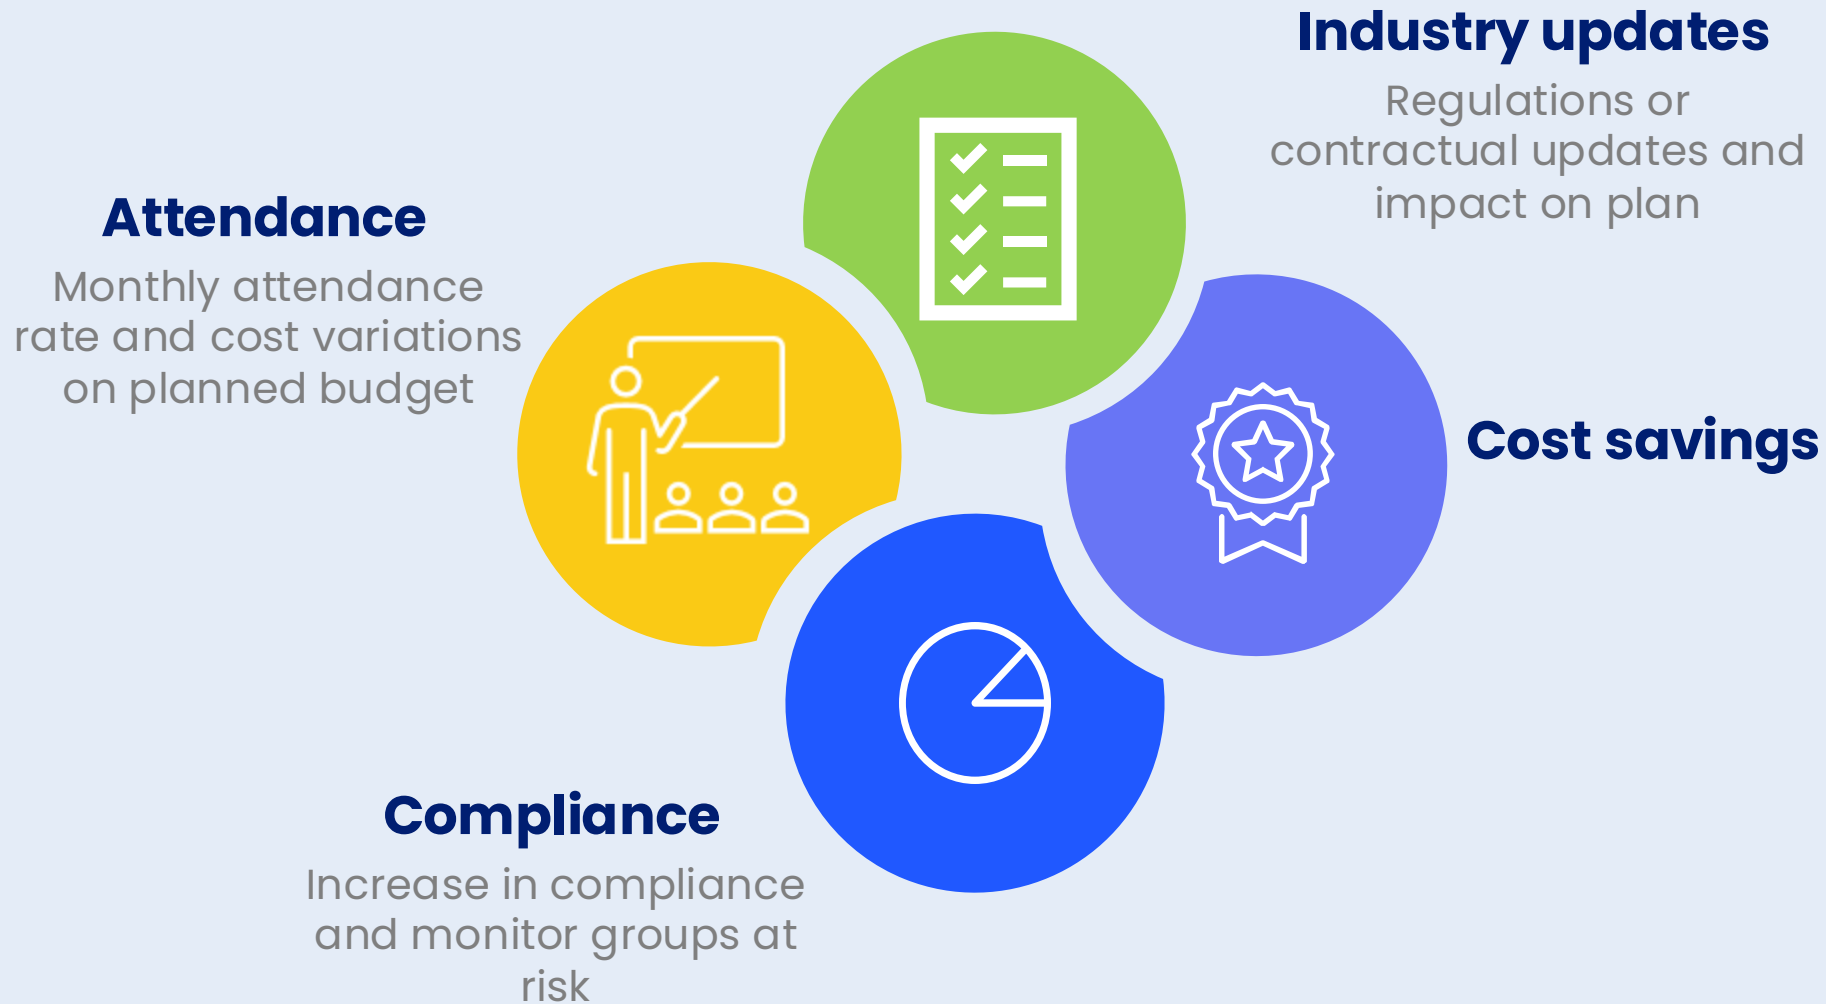 Industry updates
Regulations or
contractual updates and
impact on plan
Attendance
Monthly attendance
rate and cost variations
on planned budget
Cost savings
Compliance
Increase in compliance
and monitor groups at
risk